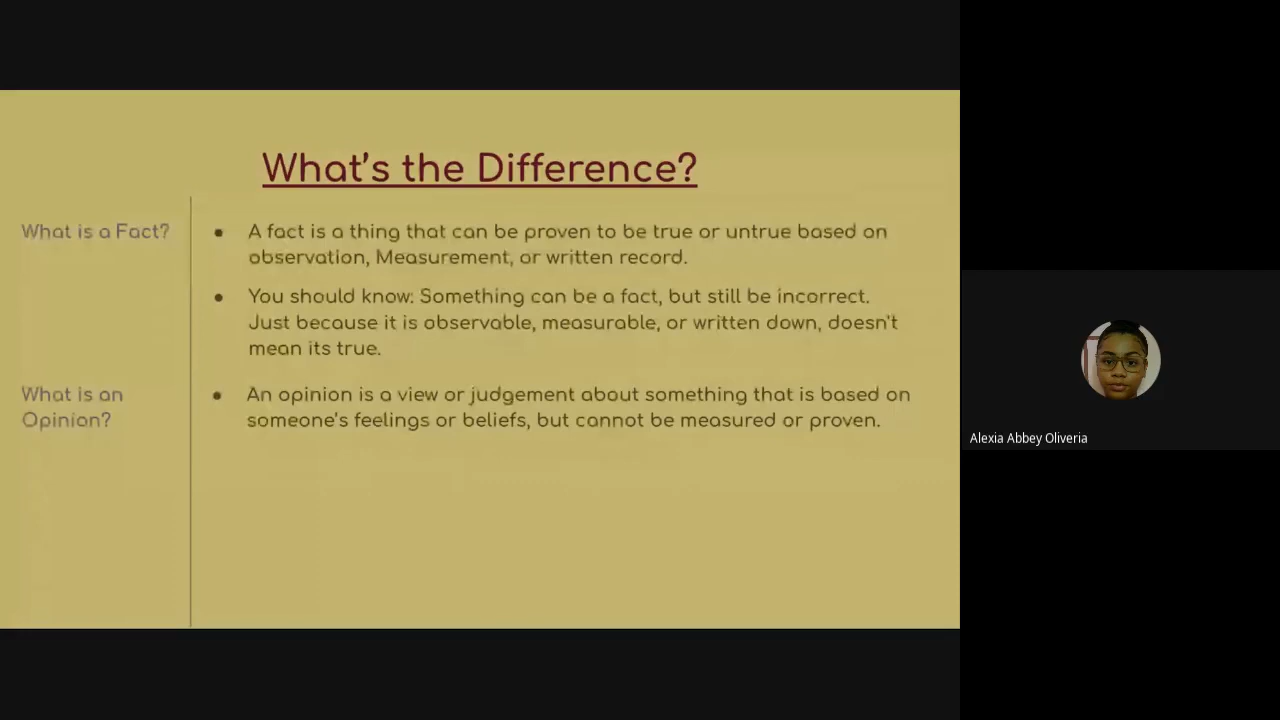 What's the Difference?
What is a Fact?
● A fact is a thing that can be proven to be true or untrue based on
observation, Measurement, or written record.
● You should know: Something can be a fact, but still be incorrect.
Just because it is observable, measurable, or written down, doesn't
mean its true.
What is an
Opinion?
● An opinion is a view or judgement about something that is based on
someone's feelings or beliefs, but cannot be measured or proven.
Alexia Abbey Oliveria